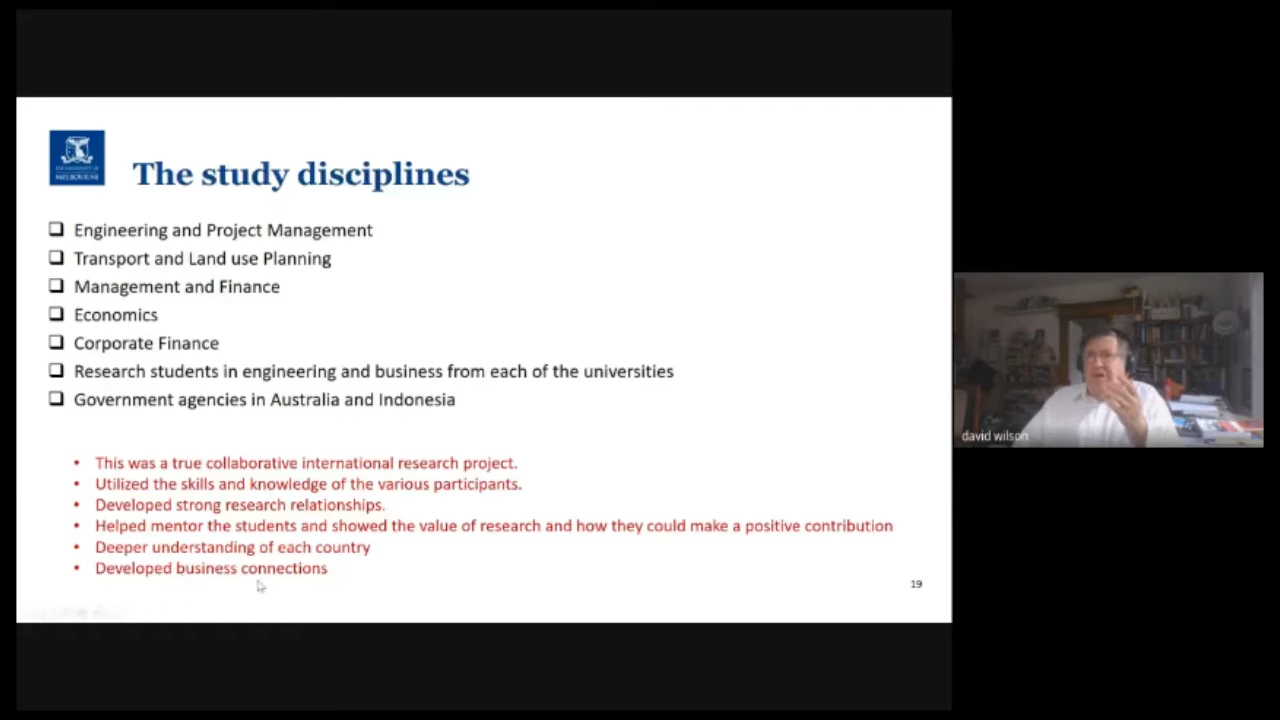 THE UNIVERSITY OF
MELBOURNE
The study disciplines
Engineering and Project Management
Transport and Land use Planning
Management and Finance
Economics
Corporate Finance
Research students in engineering and business from each of the universities
Government agencies in Australia and Indonesia
• This was a true collaborative international research project.
• Utilized the skills and knowledge of the various participants.
• Developed strong research relationships.
• Helped mentor the students and showed the value of research and how they could make a positive contribution
• Deeper understanding of each country
• Developed business connections
19
david wilson